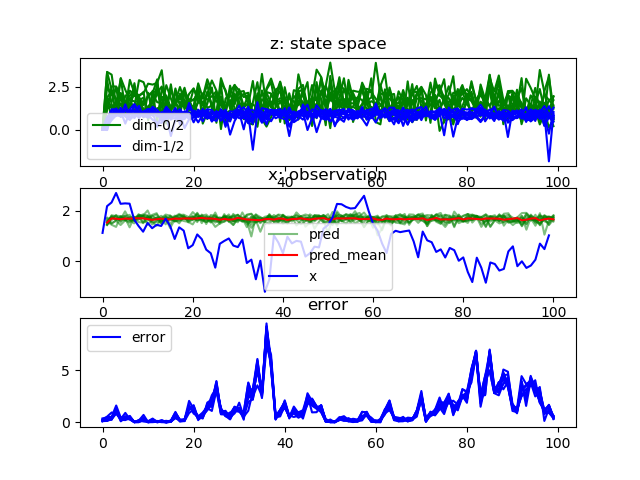 z: state space
2.5
0.0
dim-0/2
dim-1/2
0 20 40 60 80 100
x: observation
2
0
pred
pred_mean
x
0 20 40 60 80 100
error
error
5
0
0 20 40 60 80 100